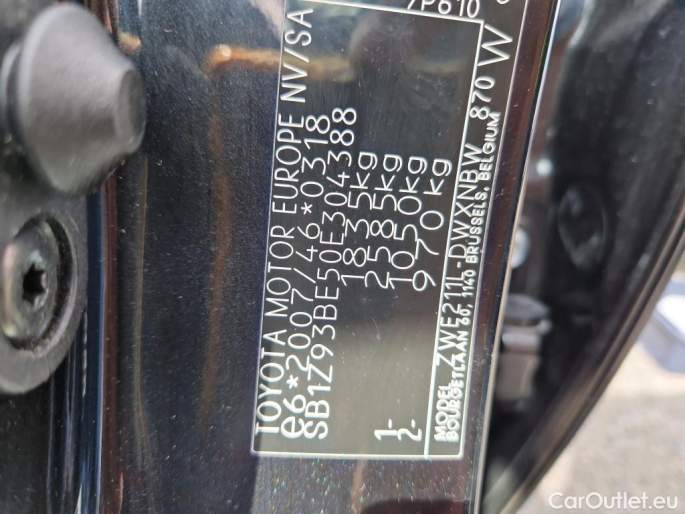 TOYOTA MOTOR EUROPE NV/SA
e6*2007/46*0318
SB1Z93BE50E304388
1835kg
2585kg
1- 1050kg
2- 970kg
MODEL ZWE211L-DWXNBW 870 W
BOURGETLAAN 60, 1140 BRUSSELS, BELGIUM
7P610
CarOutlet.eu